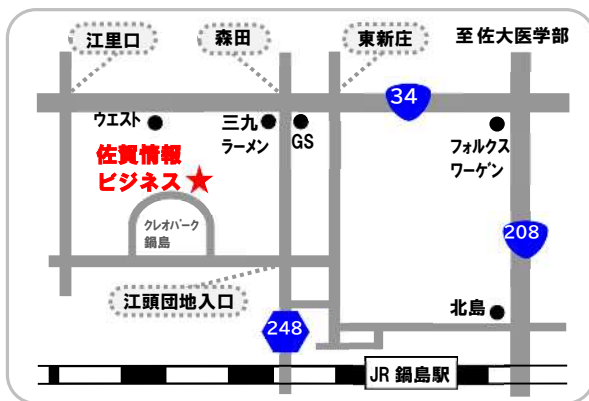 江里口
森田
東新庄
至佐大医学部
34
ウエスト
三九
ラーメン
GS
フォルクス
ワーゲン
佐賀情報
ビジネス
クレオパーク
鍋島
208
江頭団地入口
北島
248
JR 鍋島駅